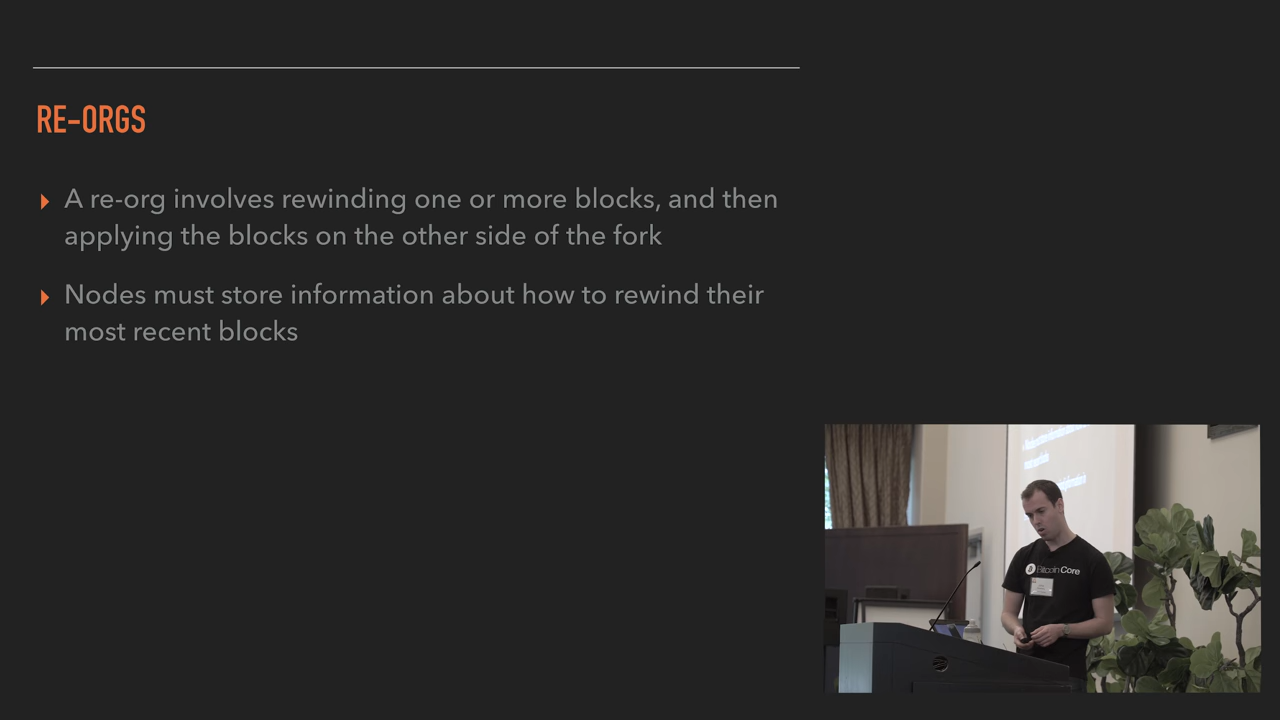 RE-ORGS
A re-org involves rewinding one or more blocks, and then
applying the blocks on the other side of the fork
Nodes must store information about how to rewind their
most recent blocks
Bitcoin Core